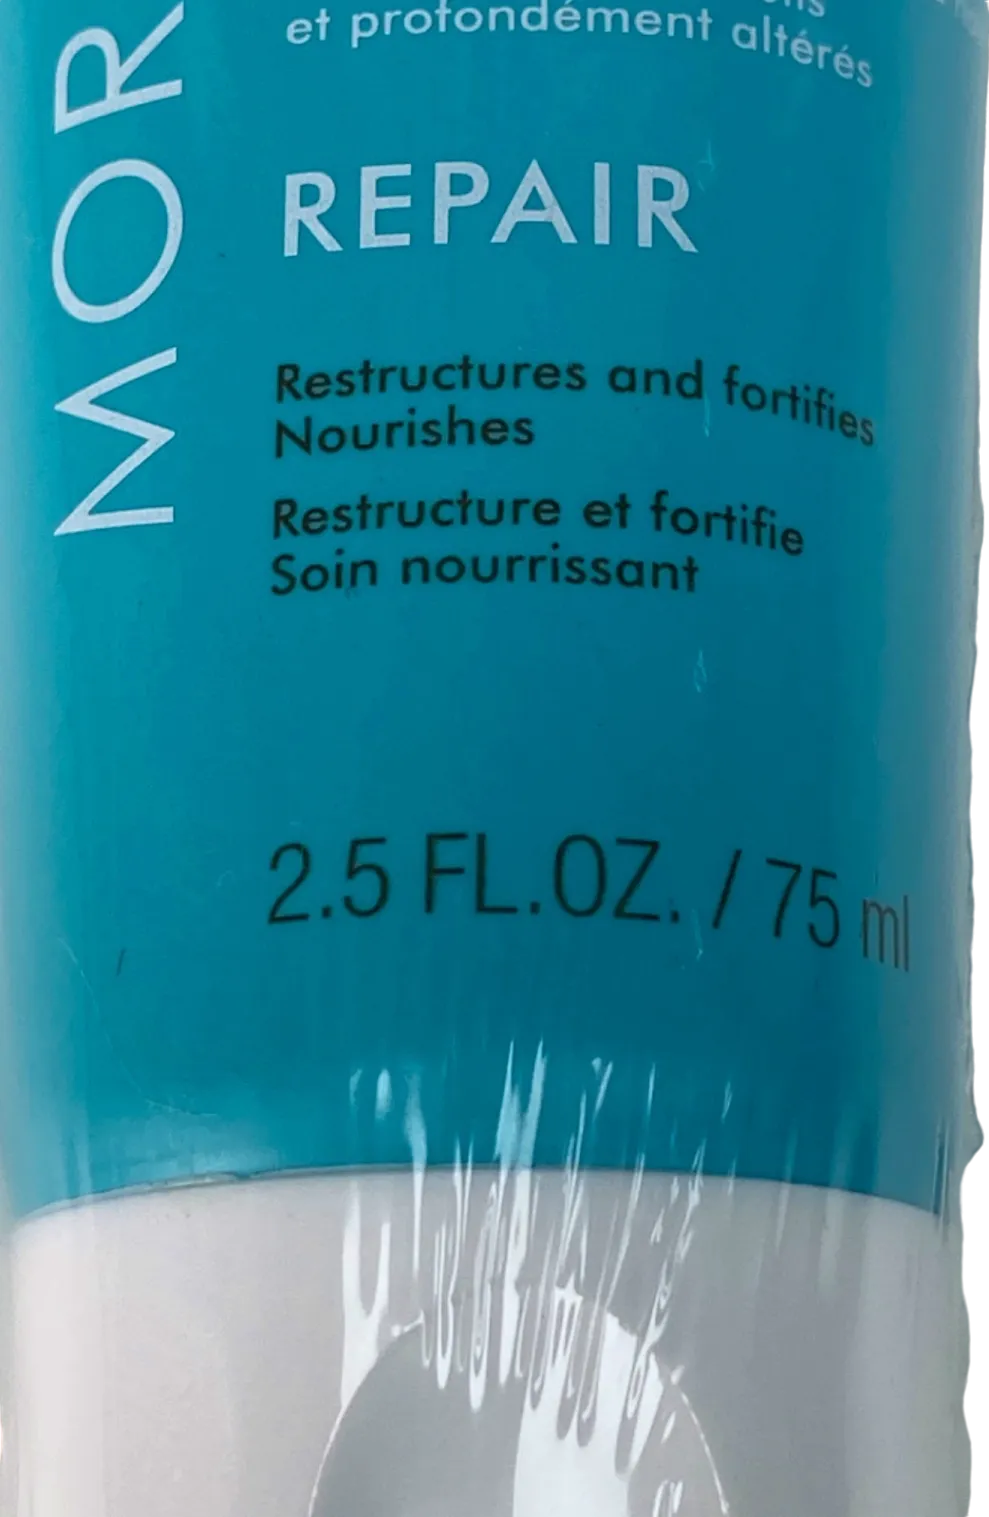 et profondément altérés
MOR
REPAIR
Restructures and fortifies
Nourishes
Restructure et fortifie
Soin nourrissant
2.5 FL.OZ. / 75 ml